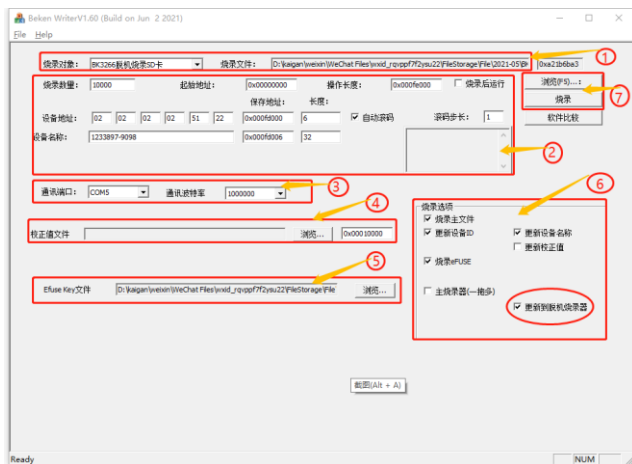 Beken WriterV1.60 (Build on Jun 2 2021)
File Help
烧录对象: BK3266脱机烧录SD卡 烧录文件: D:\kaigan\weixin\WeChat Files\wxid_rqvppf7f2ysu22\FileStorage\File\2021-05\BK 0xa21b6ba3 ①
烧录数量: 10000 起始地址: 0x00000000 操作长度: 0x000fe000 烧录后运行 浏览(F5)...: ⑦
保存地址: 长度: 烧录
设备地址: 02 02 02 02 51 22 0x000fd000 6 自动滚码 滚码步长: 1 软件比较
设备名称: 1233897-9098 0x000fd006 32 ②
通讯端口: COM5 通讯波特率 1000000 ③
④ ⑥
烧录选项
烧录主文件
校正值文件 浏览... 0x00010000 更新设备ID 更新设备名称
更新校正值
⑤ 烧录eFUSE
Efuse Key文件 D:\kaigan\weixin\WeChat Files\wxid_rqvppf7f2ysu22\FileStorage\File 浏览... 主烧录器(一拖多)
更新到脱机烧录器
截图(Alt + A)
Ready NUM